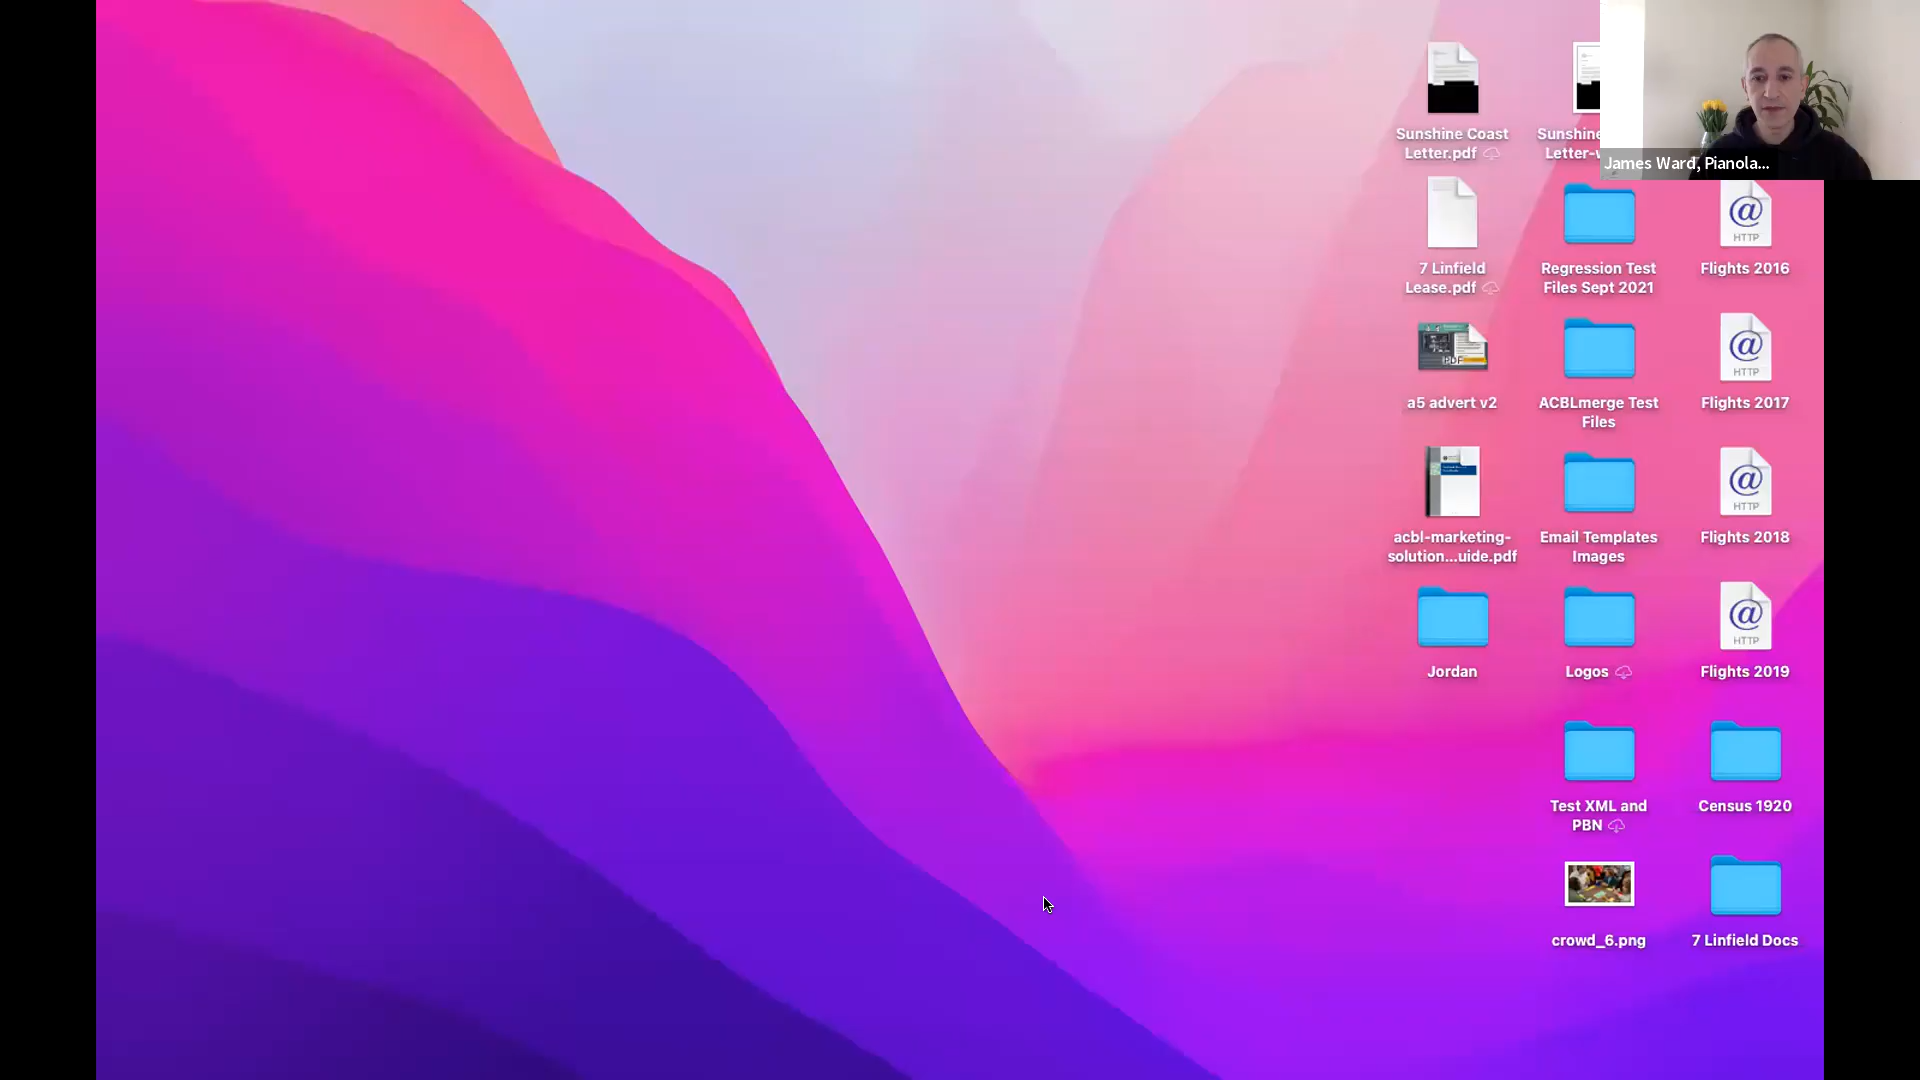 Sunshine Coast
Letter.pdf
Sunshine
Letter-w
James Ward, Pianola...
7 Linfield
Lease.pdf
Regression Test
Files Sept 2021
@
HTTP
Flights 2016
PDF
a5 advert v2
ACBLmerge Test
Files
@
HTTP
Flights 2017
acbl-marketing-
solution...uide.pdf
Email Templates
Images
@
HTTP
Flights 2018
Jordan
Logos
@
HTTP
Flights 2019
Test XML and
PBN
Census 1920
crowd_6.png
7 Linfield Docs